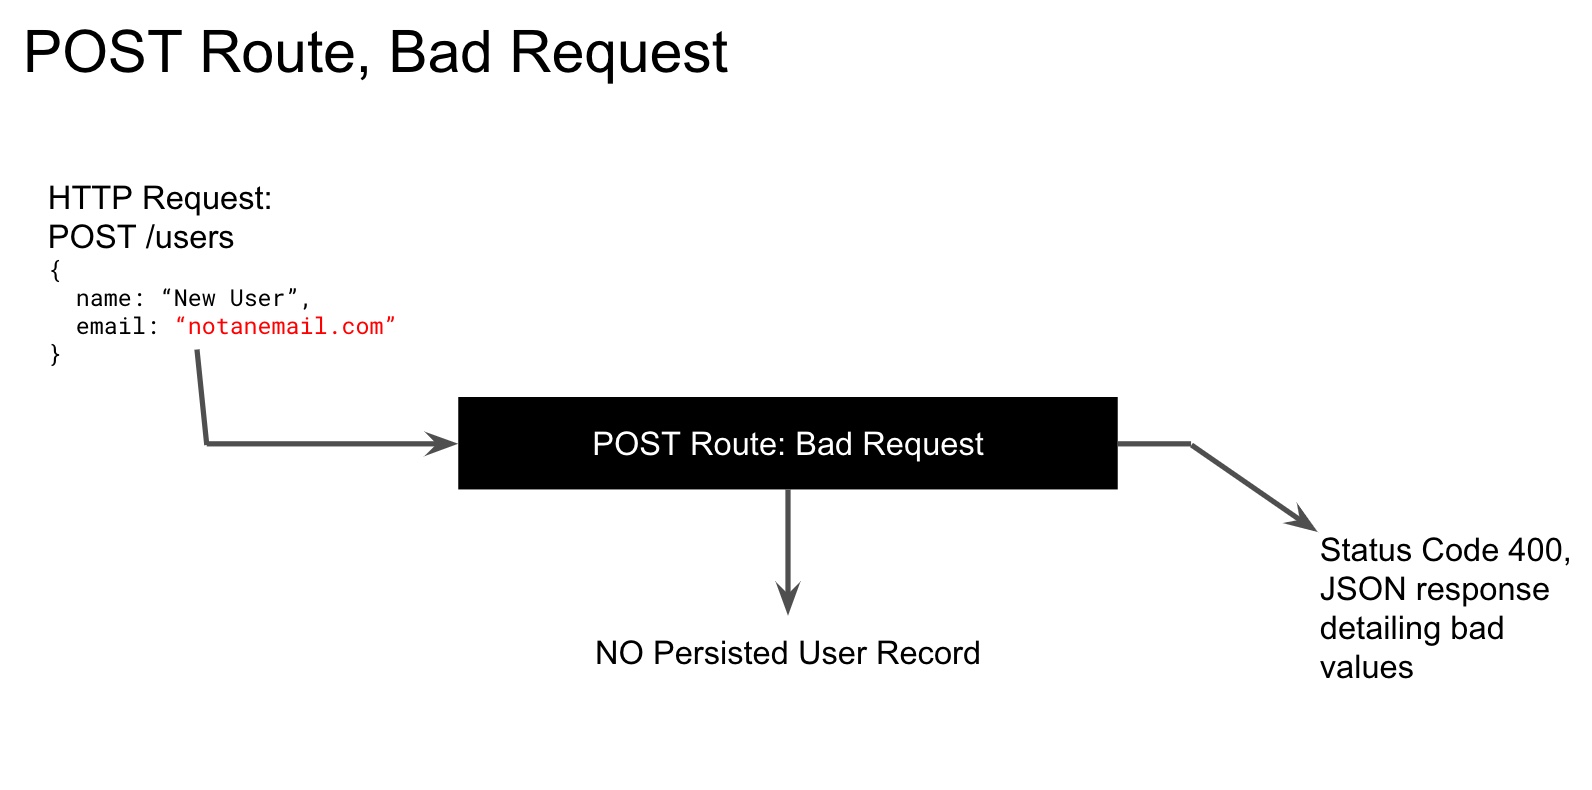 POST Route, Bad Request
HTTP Request:
POST /users
{
name: “New User”,
email: “notanemail.com”
}
POST Route: Bad Request
NO Persisted User Record
Status Code 400,
JSON response
detailing bad
values